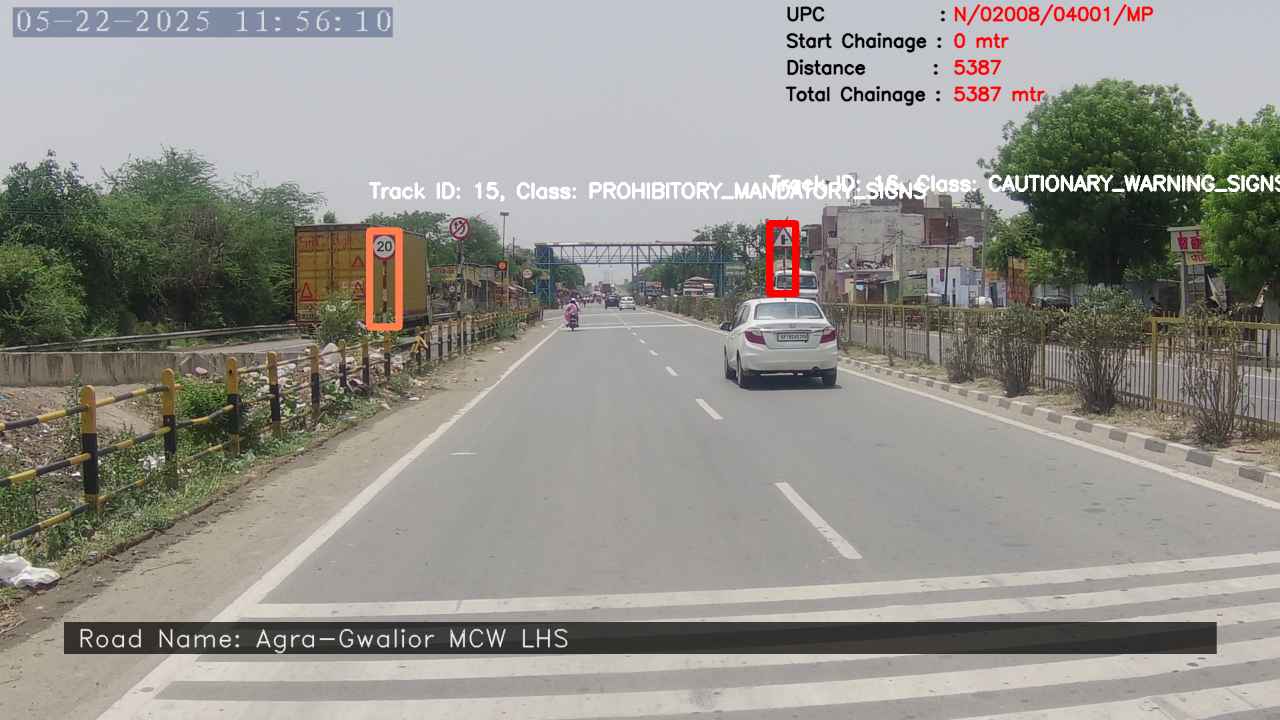 05-22-2025 11:56:10
UPC : N/02008/04001/MP
Start Chainage : 0 mtr
Distance : 5387
Total Chainage : 5387 mtr
Track ID: 15, Class: PROHIBITORY_MANDATORY_SIGNS
Track ID: 16, Class: CAUTIONARY_WARNING_SIGNS
20
Road Name: Agra-Gwalior MCW LHS